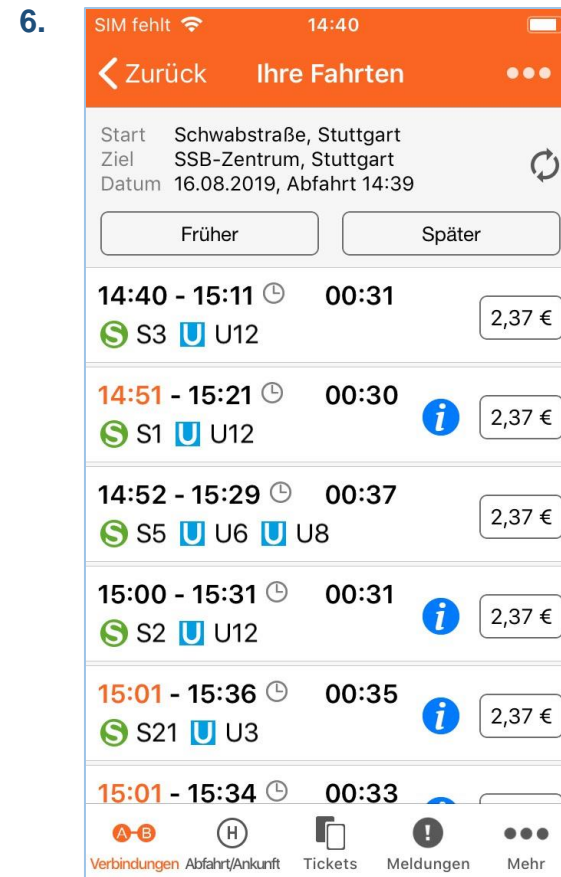 6.
SIM fehlt 14:40
Zurück Ihre Fahrten
Start Schwabstraße, Stuttgart
Ziel SSB-Zentrum, Stuttgart
Datum 16.08.2019, Abfahrt 14:39
Früher Später
14:40 - 15:11 00:31
2,37 €
S S3 U U12
14:51 - 15:21 00:30
i 2,37 €
S S1 U U12
14:52 - 15:29 00:37
2,37 €
S S5 U U6 U U8
15:00 - 15:31 00:31
i 2,37 €
S S2 U U12
15:01 - 15:36 00:35
i 2,37 €
S S21 U U3
15:01 - 15:34 00:33
A-B H ! •••
Verbindungen Abfahrt/Ankunft Tickets Meldungen Mehr